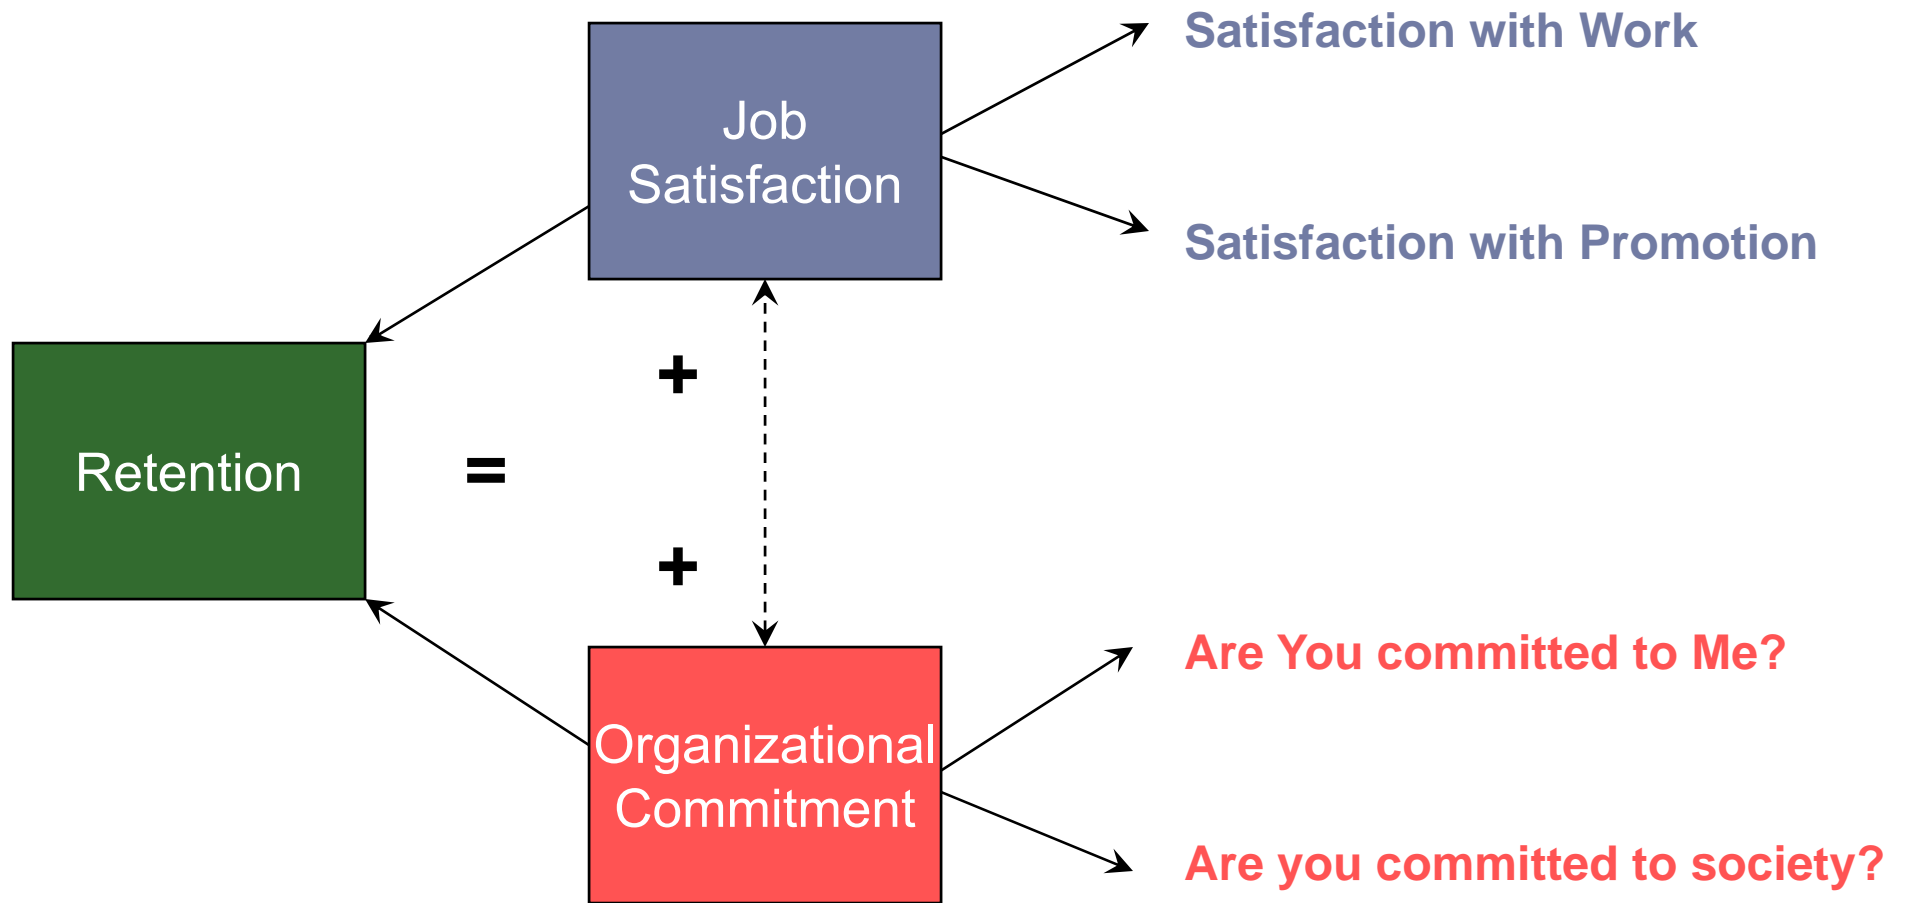 Satisfaction with Work
Job
Satisfaction
Satisfaction with Promotion
+
Retention
=
+
Are You committed to Me?
Organizational
Commitment
Are you committed to society?